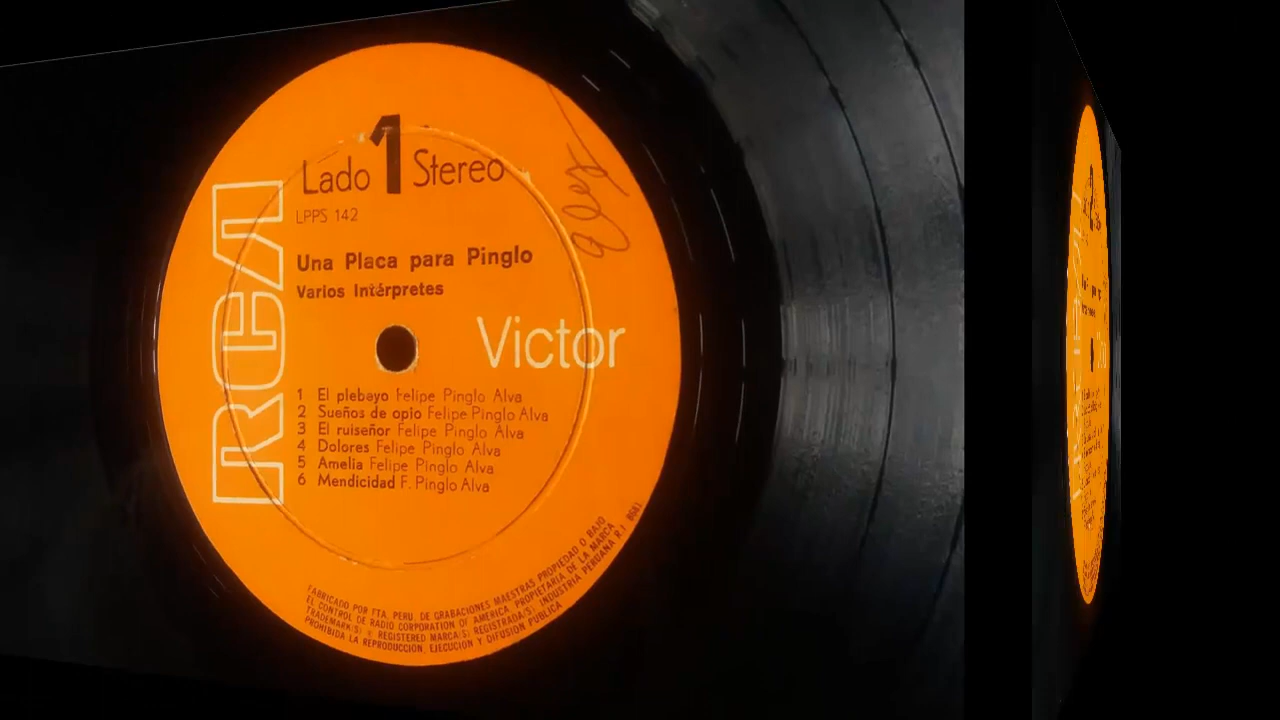 Lado 1 Stereo
LPPS 142
RCA
Una Placa para Pinglo
Varios Intérpretes
Victor
1 El plebeyo Felipe Pinglo Alva
2 Sueños de opio Felipe Pinglo Alva
3 El ruiseñor Felipe Pinglo Alva
4 Dolores Felipe Pinglo Alva
5 Amelia Felipe Pinglo Alva
6 Mendicidad F. Pinglo Alva
FABRICADO POR FTA. PERU, DE GRABACIONES MAESTRAS PROPIEDAD O BAJO
EL CONTROL DE RADIO CORPORATION OF AMERICA PROPIETARIA DE LA MARCA
TRADEMARK(S) ® REGISTERED MARCA(S) REGISTRADA(S) INDUSTRIA PERUANA R.I.
PROHIBIDA LA REPRODUCCION, EJECUCION Y DIFUSION PUBLICA